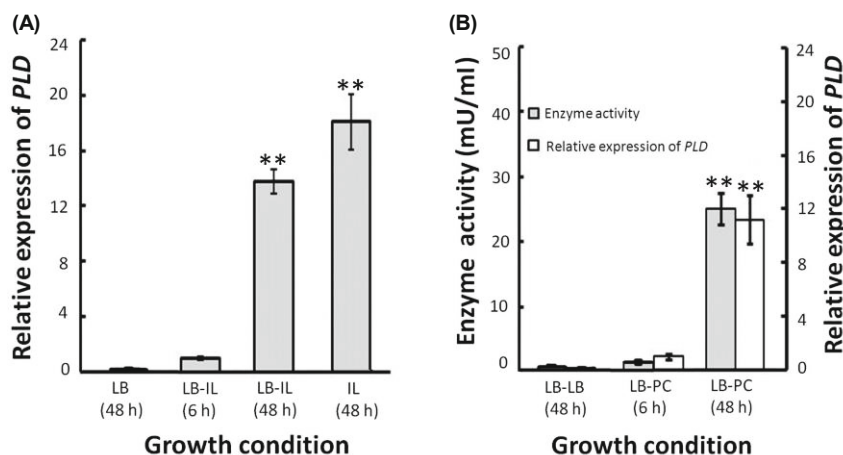 (A)
Relative expression of PLD
24
20
16
12
8
4
0
**
**
LB
(48 h)
LB-IL
(6 h)
LB-IL
(48 h)
IL
(48 h)
Growth condition
(B)
Enzyme activity (mU/ml)
50
40
30
20
10
0
Enzyme activity
Relative expression of PLD
** **
LB-LB
(48 h)
LB-PC
(6 h)
LB-PC
(48 h)
Growth condition
24
20
16
12
8
4
0
Relative expression of PLD